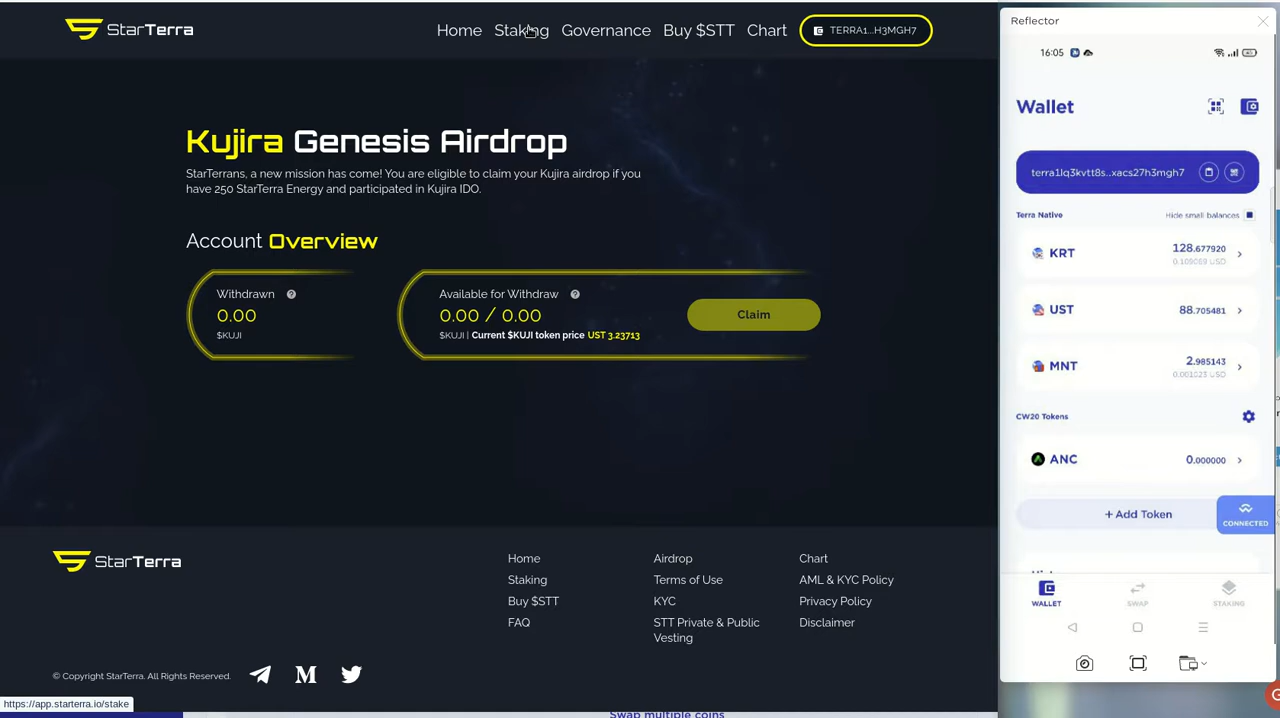 StarTerra
Home Staking Governance Buy $STT Chart TERRA1...H3MGH7
Kujira Genesis Airdrop
StarTerrans, a new mission has come! You are eligible to claim your Kujira airdrop if you
have 250 StarTerra Energy and participated in Kujira IDO.
Account Overview
Withdrawn ?
0.00
$KUJI
Available for Withdraw ?
0.00 / 0.00
$KUJI | Current $KUJI token price UST 3.23713
Claim
StarTerra
Home
Staking
Buy $STT
FAQ
Airdrop
Terms of Use
KYC
STT Private & Public
Vesting
Chart
AML & KYC Policy
Privacy Policy
Disclaimer
© Copyright StarTerra. All Rights Reserved.
https://app.starterra.io/stake
Swap multiple coins
Reflector
16:05
Wallet
terra1lq3kvtt8s..xacs27h3mgh7
Terra Native Hide small balances
KRT 128.677920
0.109069 USD
UST 88.705481
MNT 2.985143
0.001023 USD
CW20 Tokens
ANC 0.000000
+ Add Token
CONNECTED
WALLET SWAP STAKING